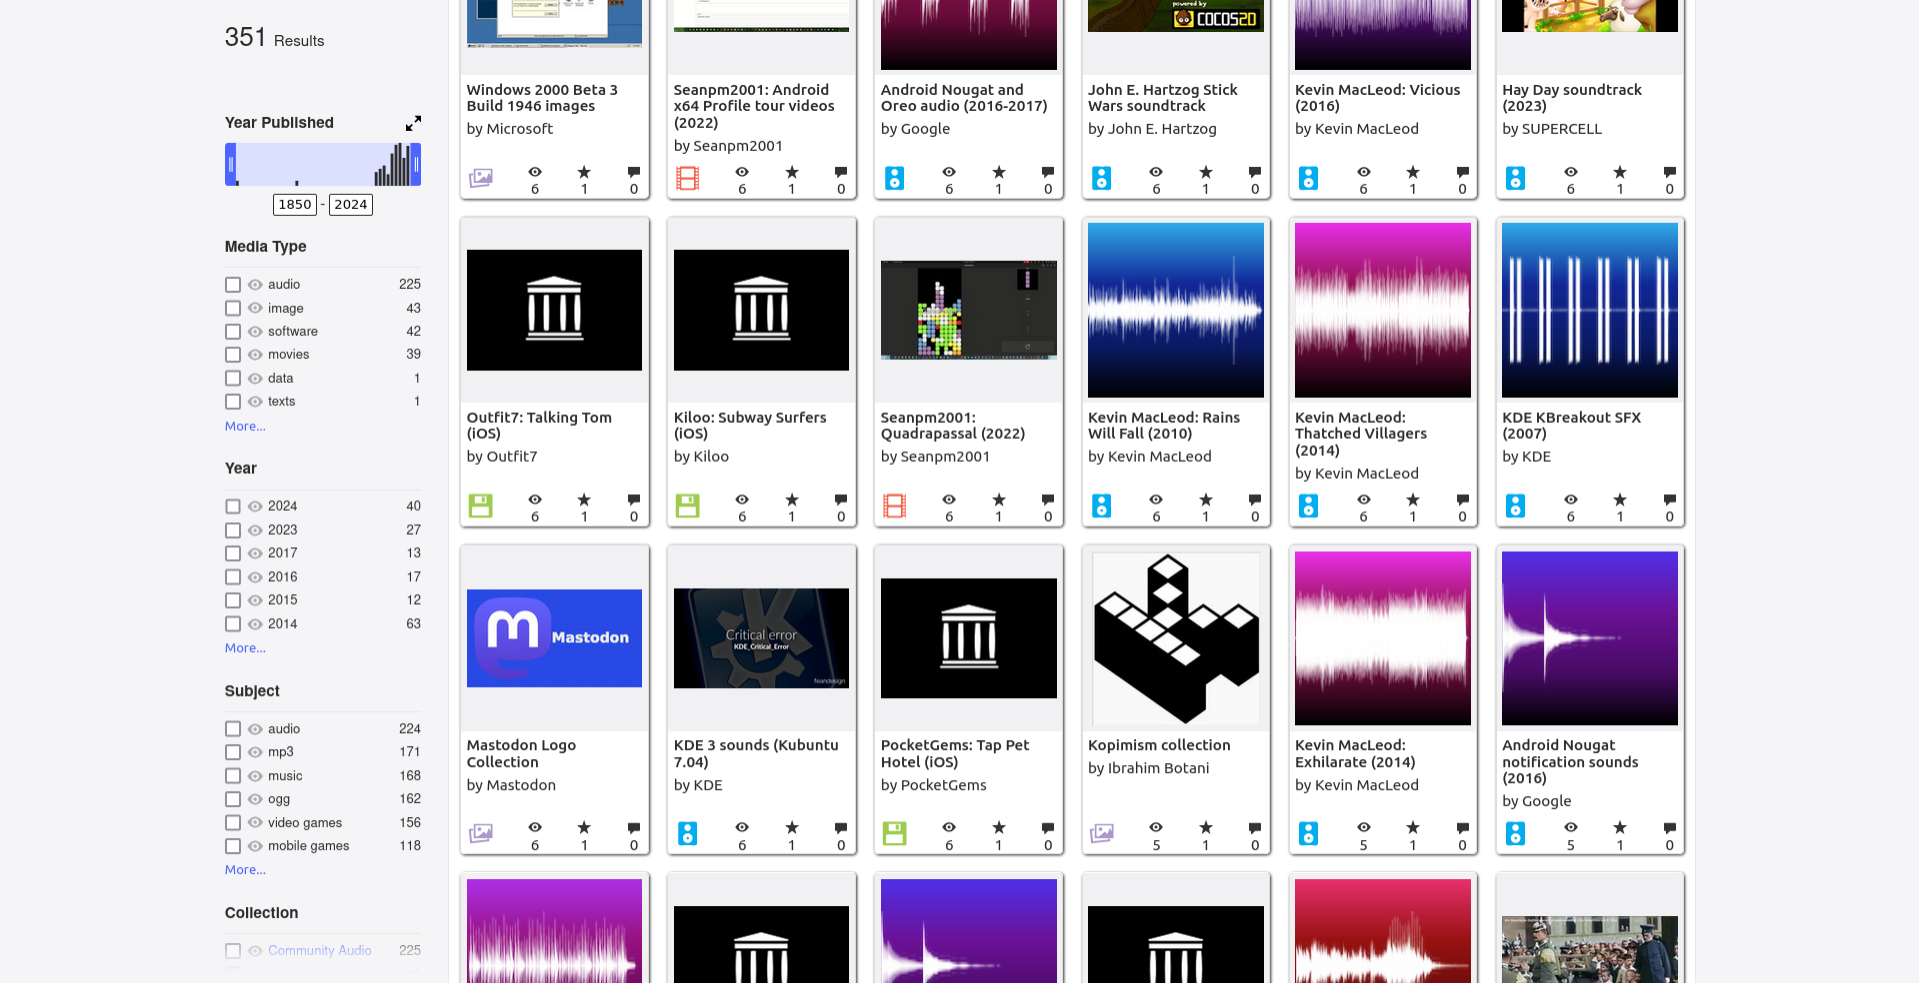 351 Results
Year Published
1850 - 2024
Media Type
audio 225
image 43
software 42
movies 39
data 1
texts 1
More...
Year
2024 40
2023 27
2017 13
2016 17
2015 12
2014 63
More...
Subject
audio 224
mp3 171
music 168
ogg 162
video games 156
mobile games 118
More...
Collection
Community Audio 225
Windows 2000 Beta 3
Build 1946 images
by Microsoft
6 1 0
Seanpm2001: Android
x64 Profile tour videos
(2022)
by Seanpm2001
6 1 0
Android Nougat and
Oreo audio (2016-2017)
by Google
6 1 0
powered by
COCOS2D
John E. Hartzog Stick
Wars soundtrack
by John E. Hartzog
6 1 0
Kevin MacLeod: Vicious
(2016)
by Kevin MacLeod
6 1 0
Hay Day soundtrack
(2023)
by SUPERCELL
6 1 0
Outfit7: Talking Tom
(iOS)
by Outfit7
6 1 0
Kiloo: Subway Surfers
(iOS)
by Kiloo
6 1 0
Seanpm2001:
Quadrapassal (2022)
by Seanpm2001
6 1 0
Kevin MacLeod: Rains
Will Fall (2010)
by Kevin MacLeod
6 1 0
Kevin MacLeod:
Thatched Villagers
(2014)
by Kevin MacLeod
6 1 0
KDE KBreakout SFX
(2007)
by KDE
6 1 0
Mastodon
Mastodon Logo
Collection
by Mastodon
6 1 0
Critical error
KDE_Critical_Error
feandesign
KDE 3 sounds (Kubuntu
7.04)
by KDE
6 1 0
PocketGems: Tap Pet
Hotel (iOS)
by PocketGems
6 1 0
Kopimism collection
by Ibrahim Botani
5 1 0
Kevin MacLeod:
Exhilarate (2014)
by Kevin MacLeod
5 1 0
Android Nougat
notification sounds
(2016)
by Google
5 1 0